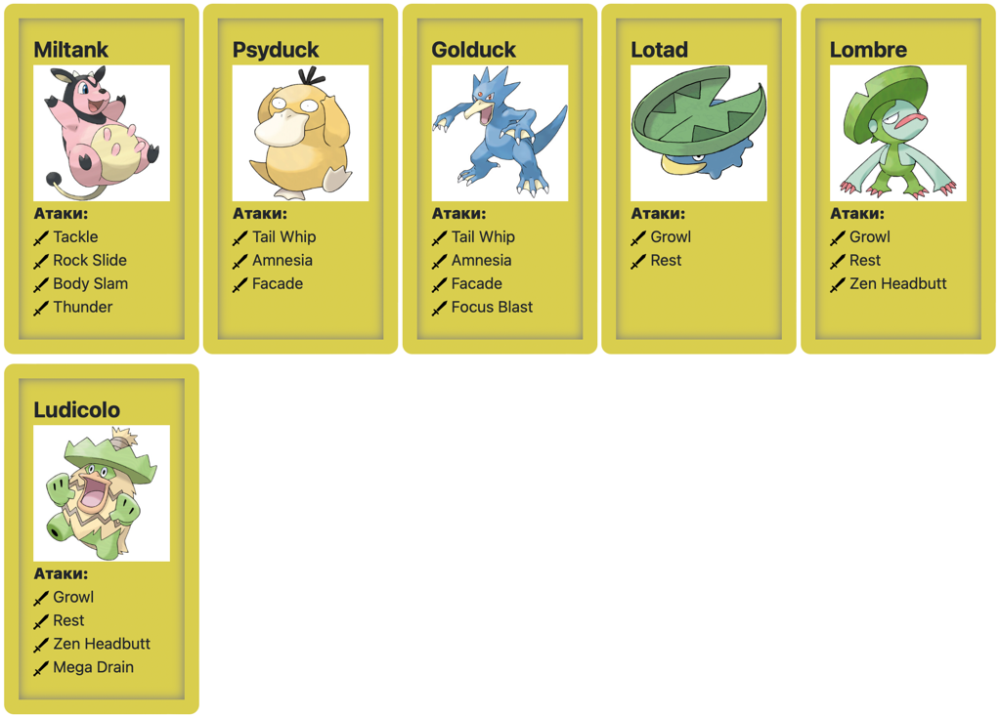 Miltank
Атаки:
Tackle
Rock Slide
Body Slam
Thunder
Psyduck
Атаки:
Tail Whip
Amnesia
Facade
Golduck
Атаки:
Tail Whip
Amnesia
Facade
Focus Blast
Lotad
Атаки:
Growl
Rest
Lombre
Атаки:
Growl
Rest
Zen Headbutt
Ludicolo
Атаки:
Growl
Rest
Zen Headbutt
Mega Drain